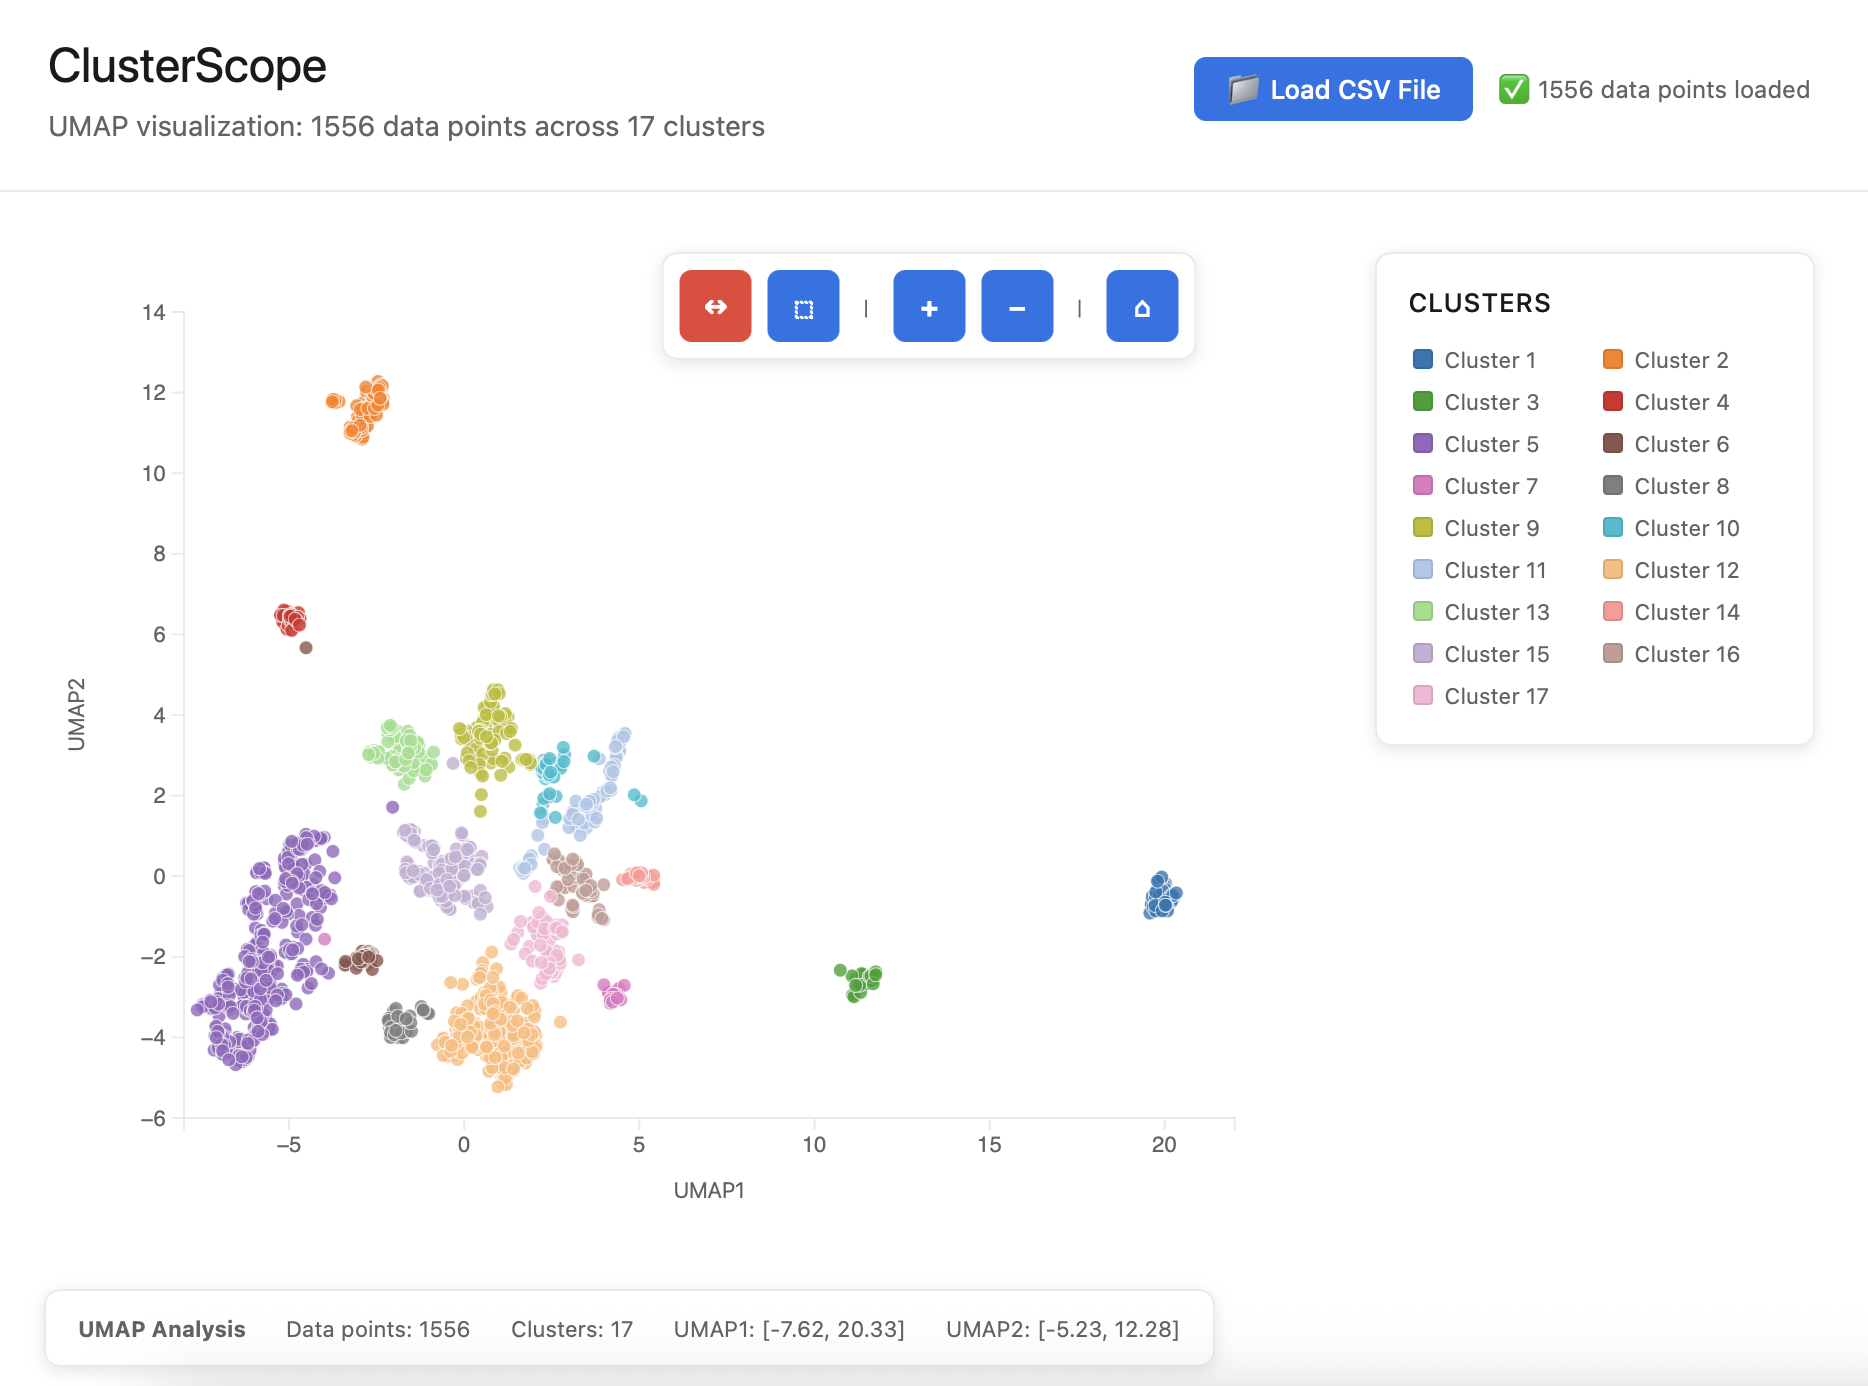 ClusterScope
UMAP visualization: 1556 data points across 17 clusters
Load CSV File
1556 data points loaded
14
12
10
8
6
4
2
0
−2
−4
−6
UMAP2
−5
0
5
10
15
20
UMAP1
CLUSTERS
Cluster 1
Cluster 2
Cluster 3
Cluster 4
Cluster 5
Cluster 6
Cluster 7
Cluster 8
Cluster 9
Cluster 10
Cluster 11
Cluster 12
Cluster 13
Cluster 14
Cluster 15
Cluster 16
Cluster 17
UMAP Analysis Data points: 1556 Clusters: 17 UMAP1: [-7.62, 20.33] UMAP2: [-5.23, 12.28]